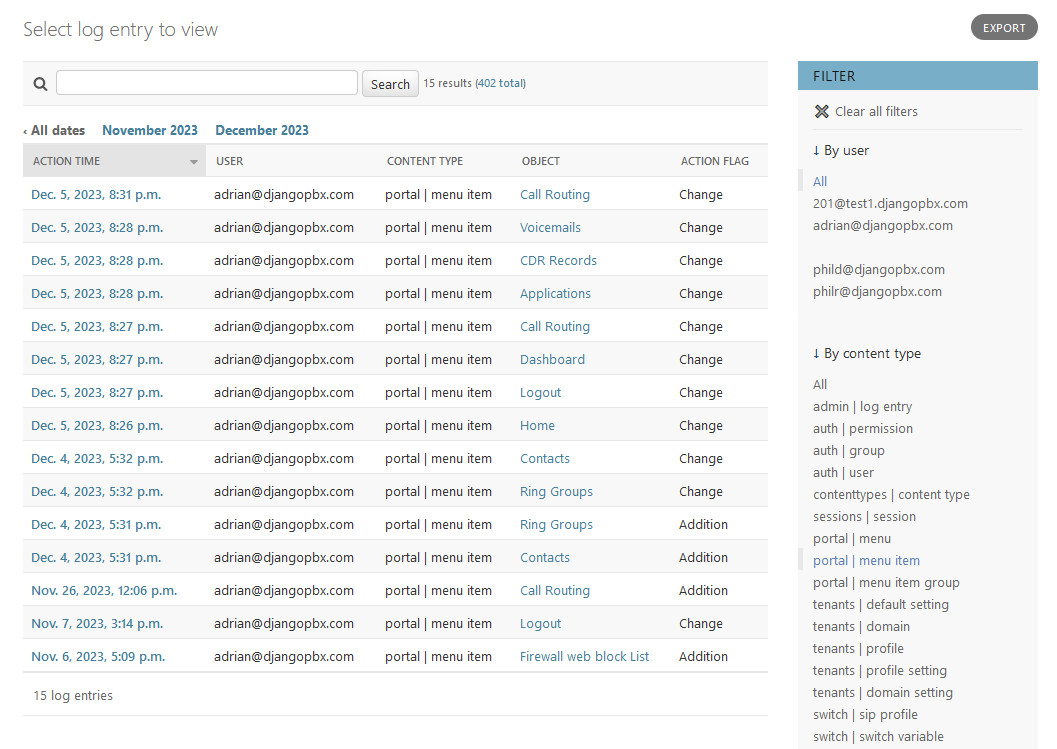 Select log entry to view
EXPORT
Search 15 results (402 total)
‹ All dates November 2023 December 2023
ACTION TIME USER CONTENT TYPE OBJECT ACTION FLAG
Dec. 5, 2023, 8:31 p.m. adrian@djangopbx.com portal | menu item Call Routing Change
Dec. 5, 2023, 8:28 p.m. adrian@djangopbx.com portal | menu item Voicemails Change
Dec. 5, 2023, 8:28 p.m. adrian@djangopbx.com portal | menu item CDR Records Change
Dec. 5, 2023, 8:28 p.m. adrian@djangopbx.com portal | menu item Applications Change
Dec. 5, 2023, 8:27 p.m. adrian@djangopbx.com portal | menu item Call Routing Change
Dec. 5, 2023, 8:27 p.m. adrian@djangopbx.com portal | menu item Dashboard Change
Dec. 5, 2023, 8:27 p.m. adrian@djangopbx.com portal | menu item Logout Change
Dec. 5, 2023, 8:26 p.m. adrian@djangopbx.com portal | menu item Home Change
Dec. 4, 2023, 5:32 p.m. adrian@djangopbx.com portal | menu item Contacts Change
Dec. 4, 2023, 5:32 p.m. adrian@djangopbx.com portal | menu item Ring Groups Change
Dec. 4, 2023, 5:31 p.m. adrian@djangopbx.com portal | menu item Ring Groups Addition
Dec. 4, 2023, 5:31 p.m. adrian@djangopbx.com portal | menu item Contacts Addition
Nov. 26, 2023, 12:06 p.m. adrian@djangopbx.com portal | menu item Call Routing Addition
Nov. 7, 2023, 3:14 p.m. adrian@djangopbx.com portal | menu item Logout Change
Nov. 6, 2023, 5:09 p.m. adrian@djangopbx.com portal | menu item Firewall web block List Addition
15 log entries
FILTER
Clear all filters
↓ By user
All
201@test1.djangopbx.com
adrian@djangopbx.com
phild@djangopbx.com
philr@djangopbx.com
↓ By content type
All
admin | log entry
auth | permission
auth | group
auth | user
contenttypes | content type
sessions | session
portal | menu
portal | menu item
portal | menu item group
tenants | default setting
tenants | domain
tenants | profile
tenants | profile setting
tenants | domain setting
switch | sip profile
switch | switch variable